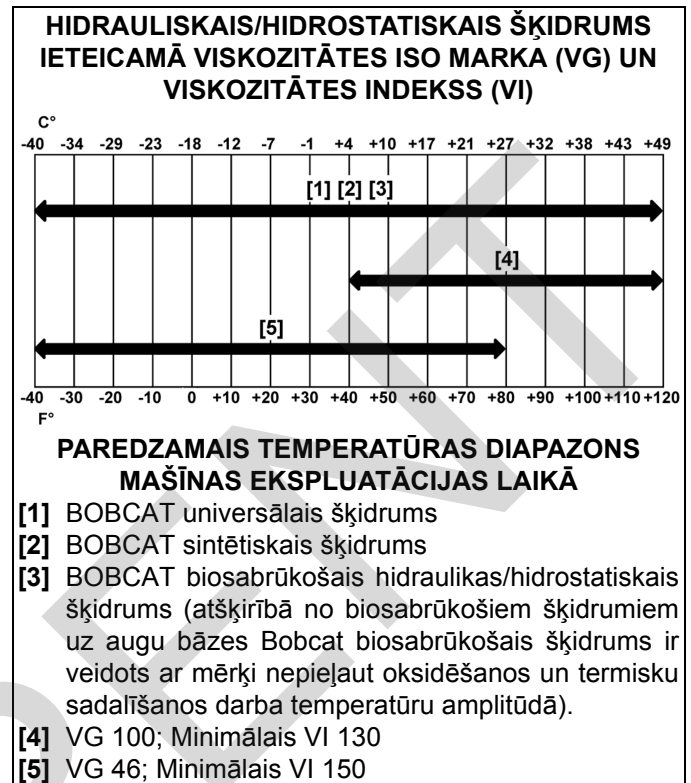 HIDRAULISKAIS/HIDROSTATISKAIS ŠĶIDRUMS
IETEICAMĀ VISKOZITĀTES ISO MARKA (VG) UN
VISKOZITĀTES INDEKSS (VI)
C°
-40 -34 -29 -23 -18 -12 -7 -1 +4 +10 +17 +21 +27 +32 +38 +43 +49
[1] [2] [3]
[4]
[5]
-40 -30 -20 -10 0 +10 +20 +30 +40 +50 +60 +70 +80 +90 +100 +110 +120
F°
PAREDZAMAIS TEMPERATŪRAS DIAPAZONS
MAŠĪNAS EKSPLUATĀCIJAS LAIKĀ
[1] BOBCAT universālais šķidrums
[2] BOBCAT sintētiskais šķidrums
[3] BOBCAT biosabrūkošais hidraulikas/hidrostatiskais
šķidrums (atšķirībā no biosabrūkošiem šķidrumiem
uz augu bāzes Bobcat biosabrūkošais šķidrums ir
veidots ar mērķi nepieļaut oksidēšanos un termisku
sadalīšanos darba temperatūru amplitūdā).
[4] VG 100; Minimālais VI 130
[5] VG 46; Minimālais VI 150